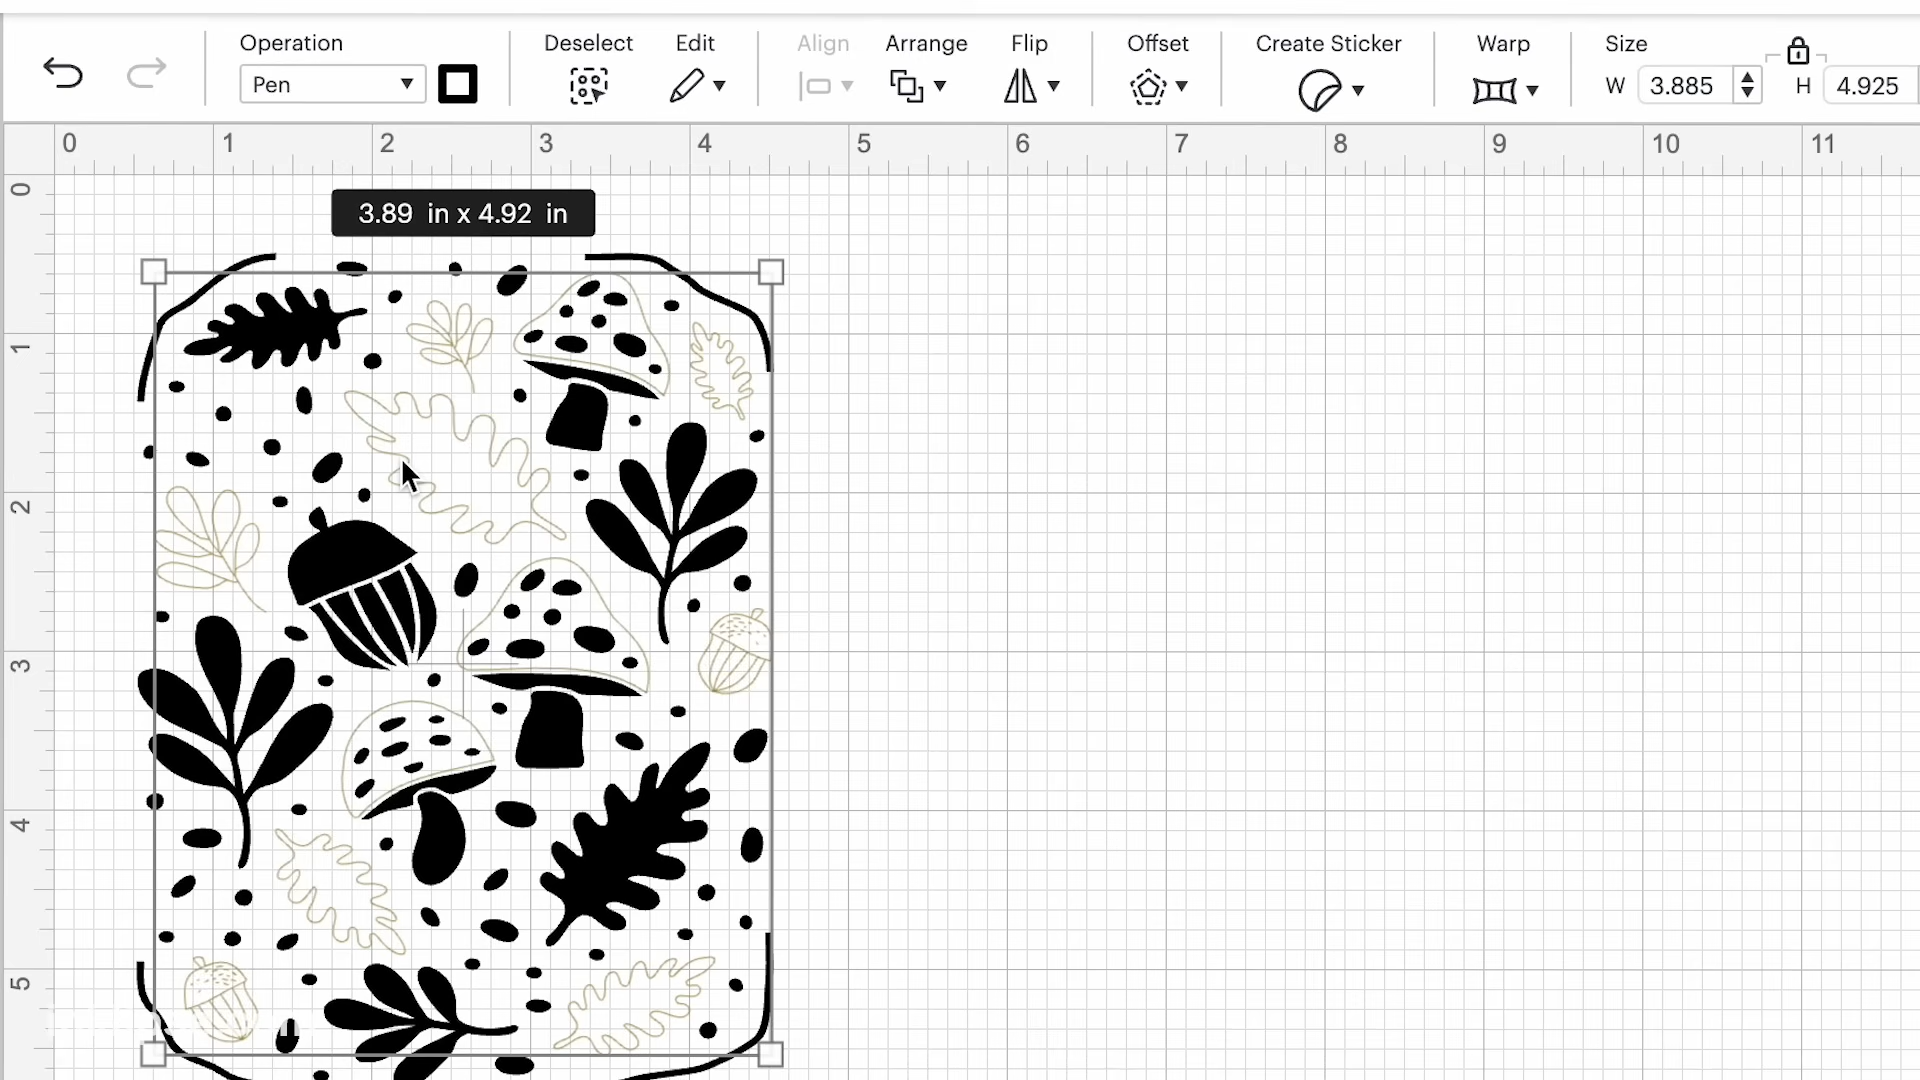 Operation Deselect Edit Align Arrange Flip Offset Create Sticker Warp Size
Pen W 3.885 H 4.925
0 1 2 3 4 5 6 7 8 9 10 11
0
3.89 in x 4.92 in
1
2
3
4
5